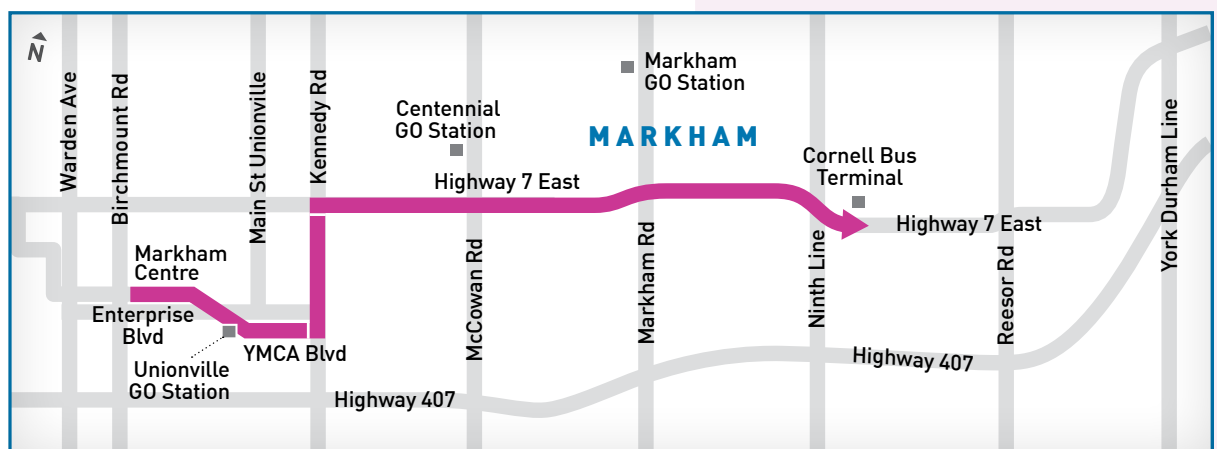 N
Warden Ave
Birchmount Rd
Main St Unionville
Kennedy Rd
Centennial
GO Station
Markham
GO Station
MARKHAM
Cornell Bus
Terminal
York Durham Line
Highway 7 East
Highway 7 East
Markham
Centre
Enterprise
Blvd
Unionville
GO Station
YMCA Blvd
McCowan Rd
Markham Rd
Ninth Line
Reesor Rd
Highway 407
Highway 407